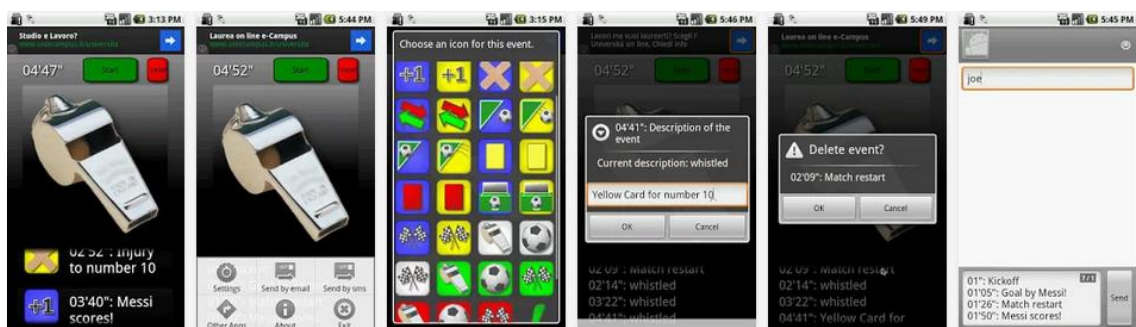 3:13 PM
Studio e Lavoro?
04'47"
Start
02'52": Injury
to number 10
03'40": Messi
scores!
5:44 PM
Laurea on line e-Campus
04'52"
Start
Settings
Send by email
Send by sms
Other Apps
About
Exit
3:15 PM
Choose an icon for this event.
+1
+1
5:46 PM
04'52"
04'41": Description of the
event
Current description: whistled
Yellow Card for number 10
OK
Cancel
02'09": Match restart
02'14": whistled
03'22": whistled
04'41": whistled
5:49 PM
Laurea on line e-Campus
04'52"
Delete event?
02'09": Match restart
OK
Cancel
02'09": Match restart
02'14": whistled
03'22": whistled
04'41": Yellow Card for
5:45 PM
joe
01": Kickoff
01'05": Goal by Messi!
01'26": Match restart
01'50": Messi scores!
Send